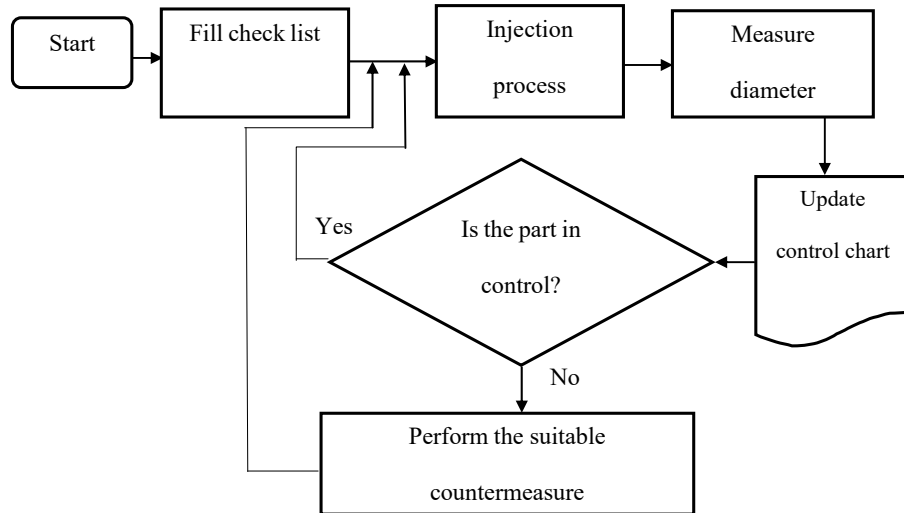 Start
Fill check list
Injection
process
Measure
diameter
Update
control chart
Is the part in
control?
Yes
No
Perform the suitable
countermeasure